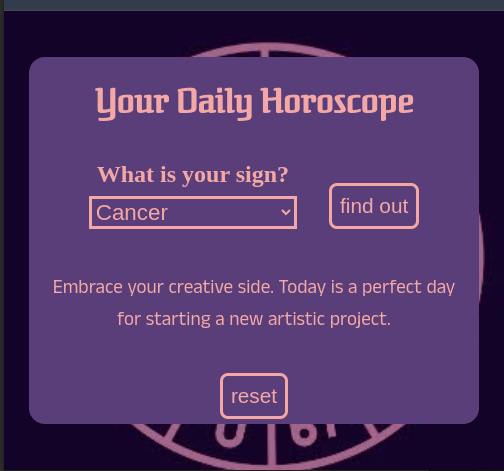 Your Daily Horoscope
What is your sign?
Cancer
find out
Embrace your creative side. Today is a perfect day
for starting a new artistic project.
reset